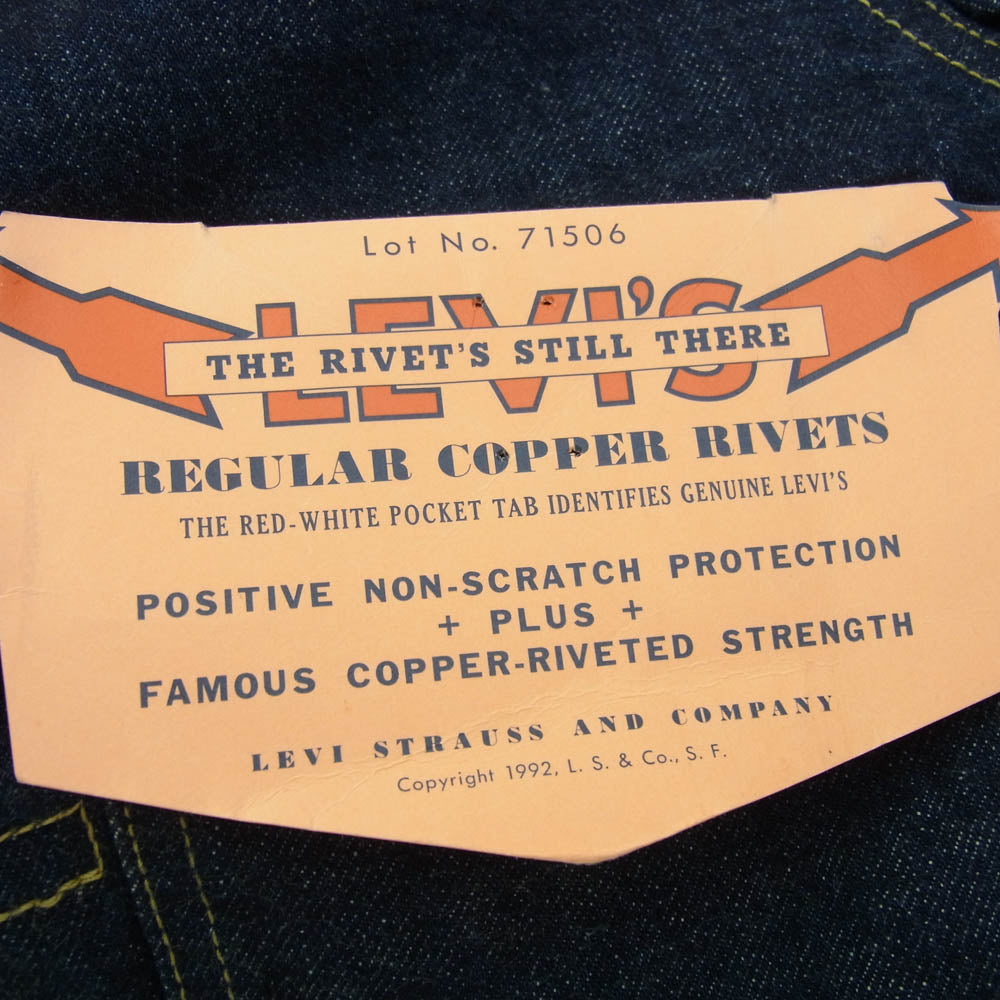 Lot No. 71506
LEVI'S
THE RIVET'S STILL THERE
REGULAR COPPER RIVETS
THE RED-WHITE POCKET TAB IDENTIFIES GENUINE LEVI'S
POSITIVE NON-SCRATCH PROTECTION
+ PLUS +
FAMOUS COPPER-RIVETED STRENGTH
LEVI STRAUSS AND COMPANY
Copyright 1992, L. S. & Co., S. F.